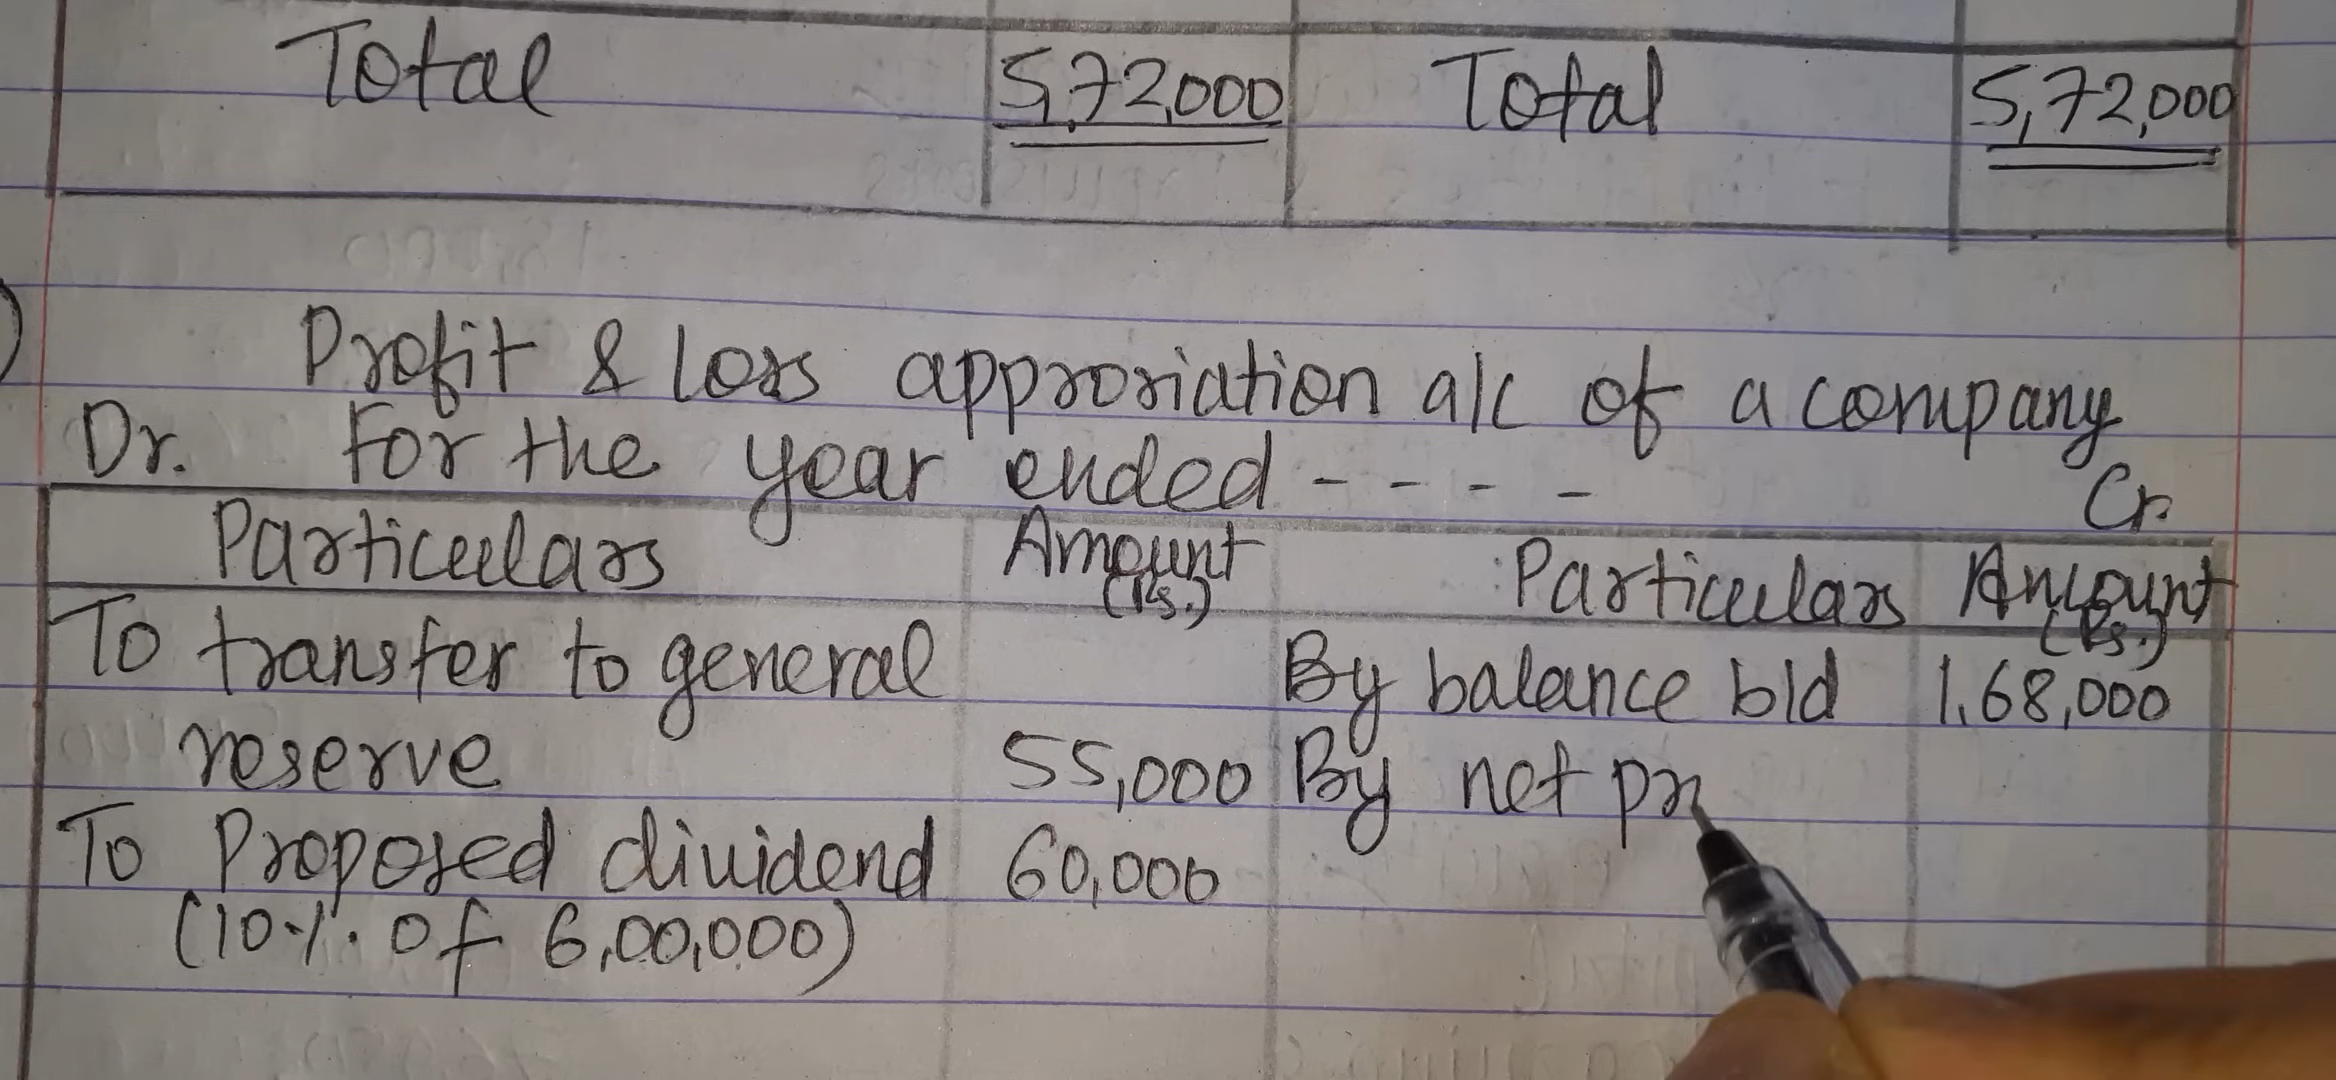 Total 5,72,000 Total 5,72,000
Profit & loss approriation a/c of a company
Dr. For the year ended - - - - Cr.
Particulars Amount (Rs.) Particulars Amount (Rs.)
To transfer to general By balance b/d 1,68,000
reserve 55,000 By net pr
To Proposed dividend 60,000
(10% of 6,00,000)